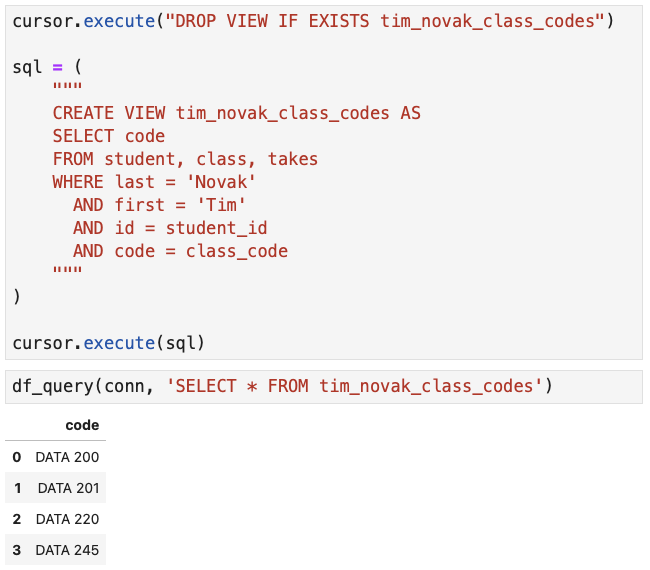 cursor.execute("DROP VIEW IF EXISTS tim_novak_class_codes")
sql = (
    """
    CREATE VIEW tim_novak_class_codes AS
    SELECT code
    FROM student, class, takes
    WHERE last = 'Novak'
      AND first = 'Tim'
      AND id = student_id
      AND code = class_code
    """
)
cursor.execute(sql)
df_query(conn, 'SELECT * FROM tim_novak_class_codes')
code
0 DATA 200
1 DATA 201
2 DATA 220
3 DATA 245